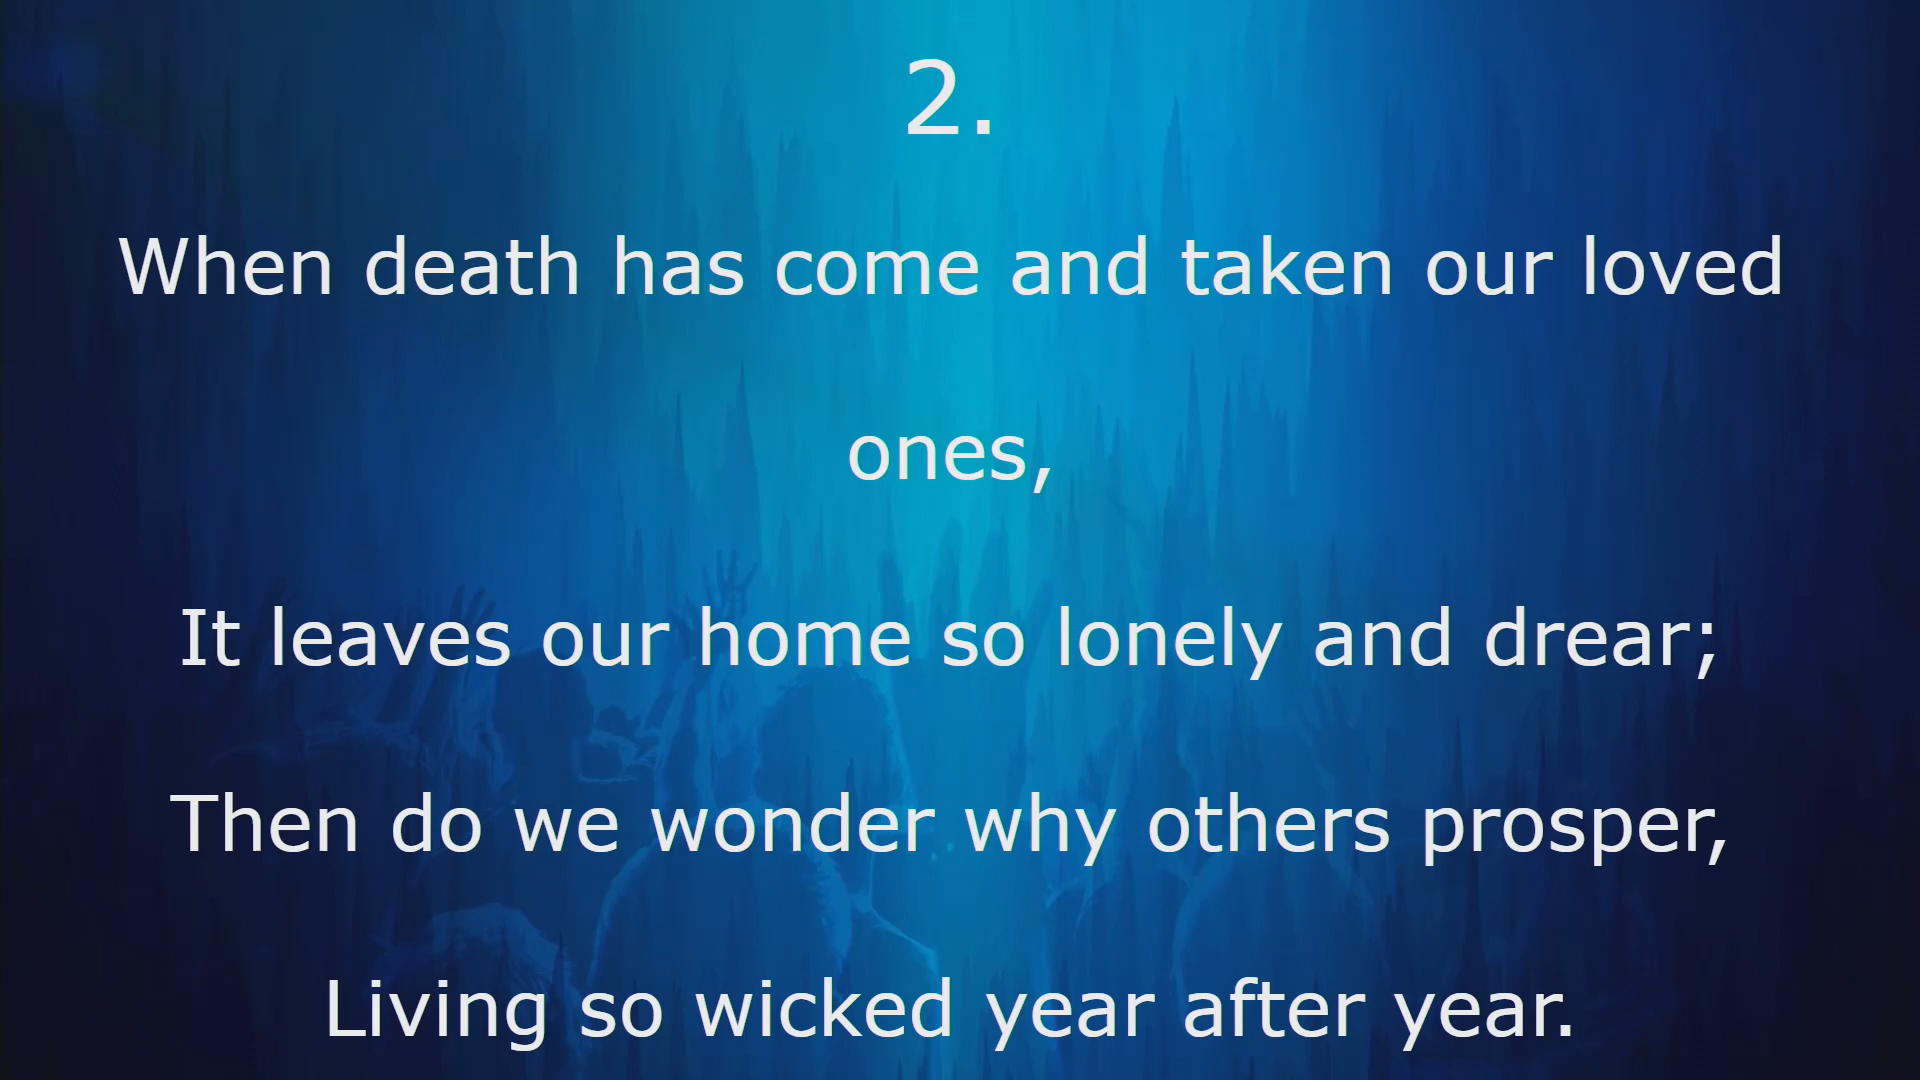 2.
When death has come and taken our loved
ones,
It leaves our home so lonely and drear;
Then do we wonder why others prosper,
Living so wicked year after year.